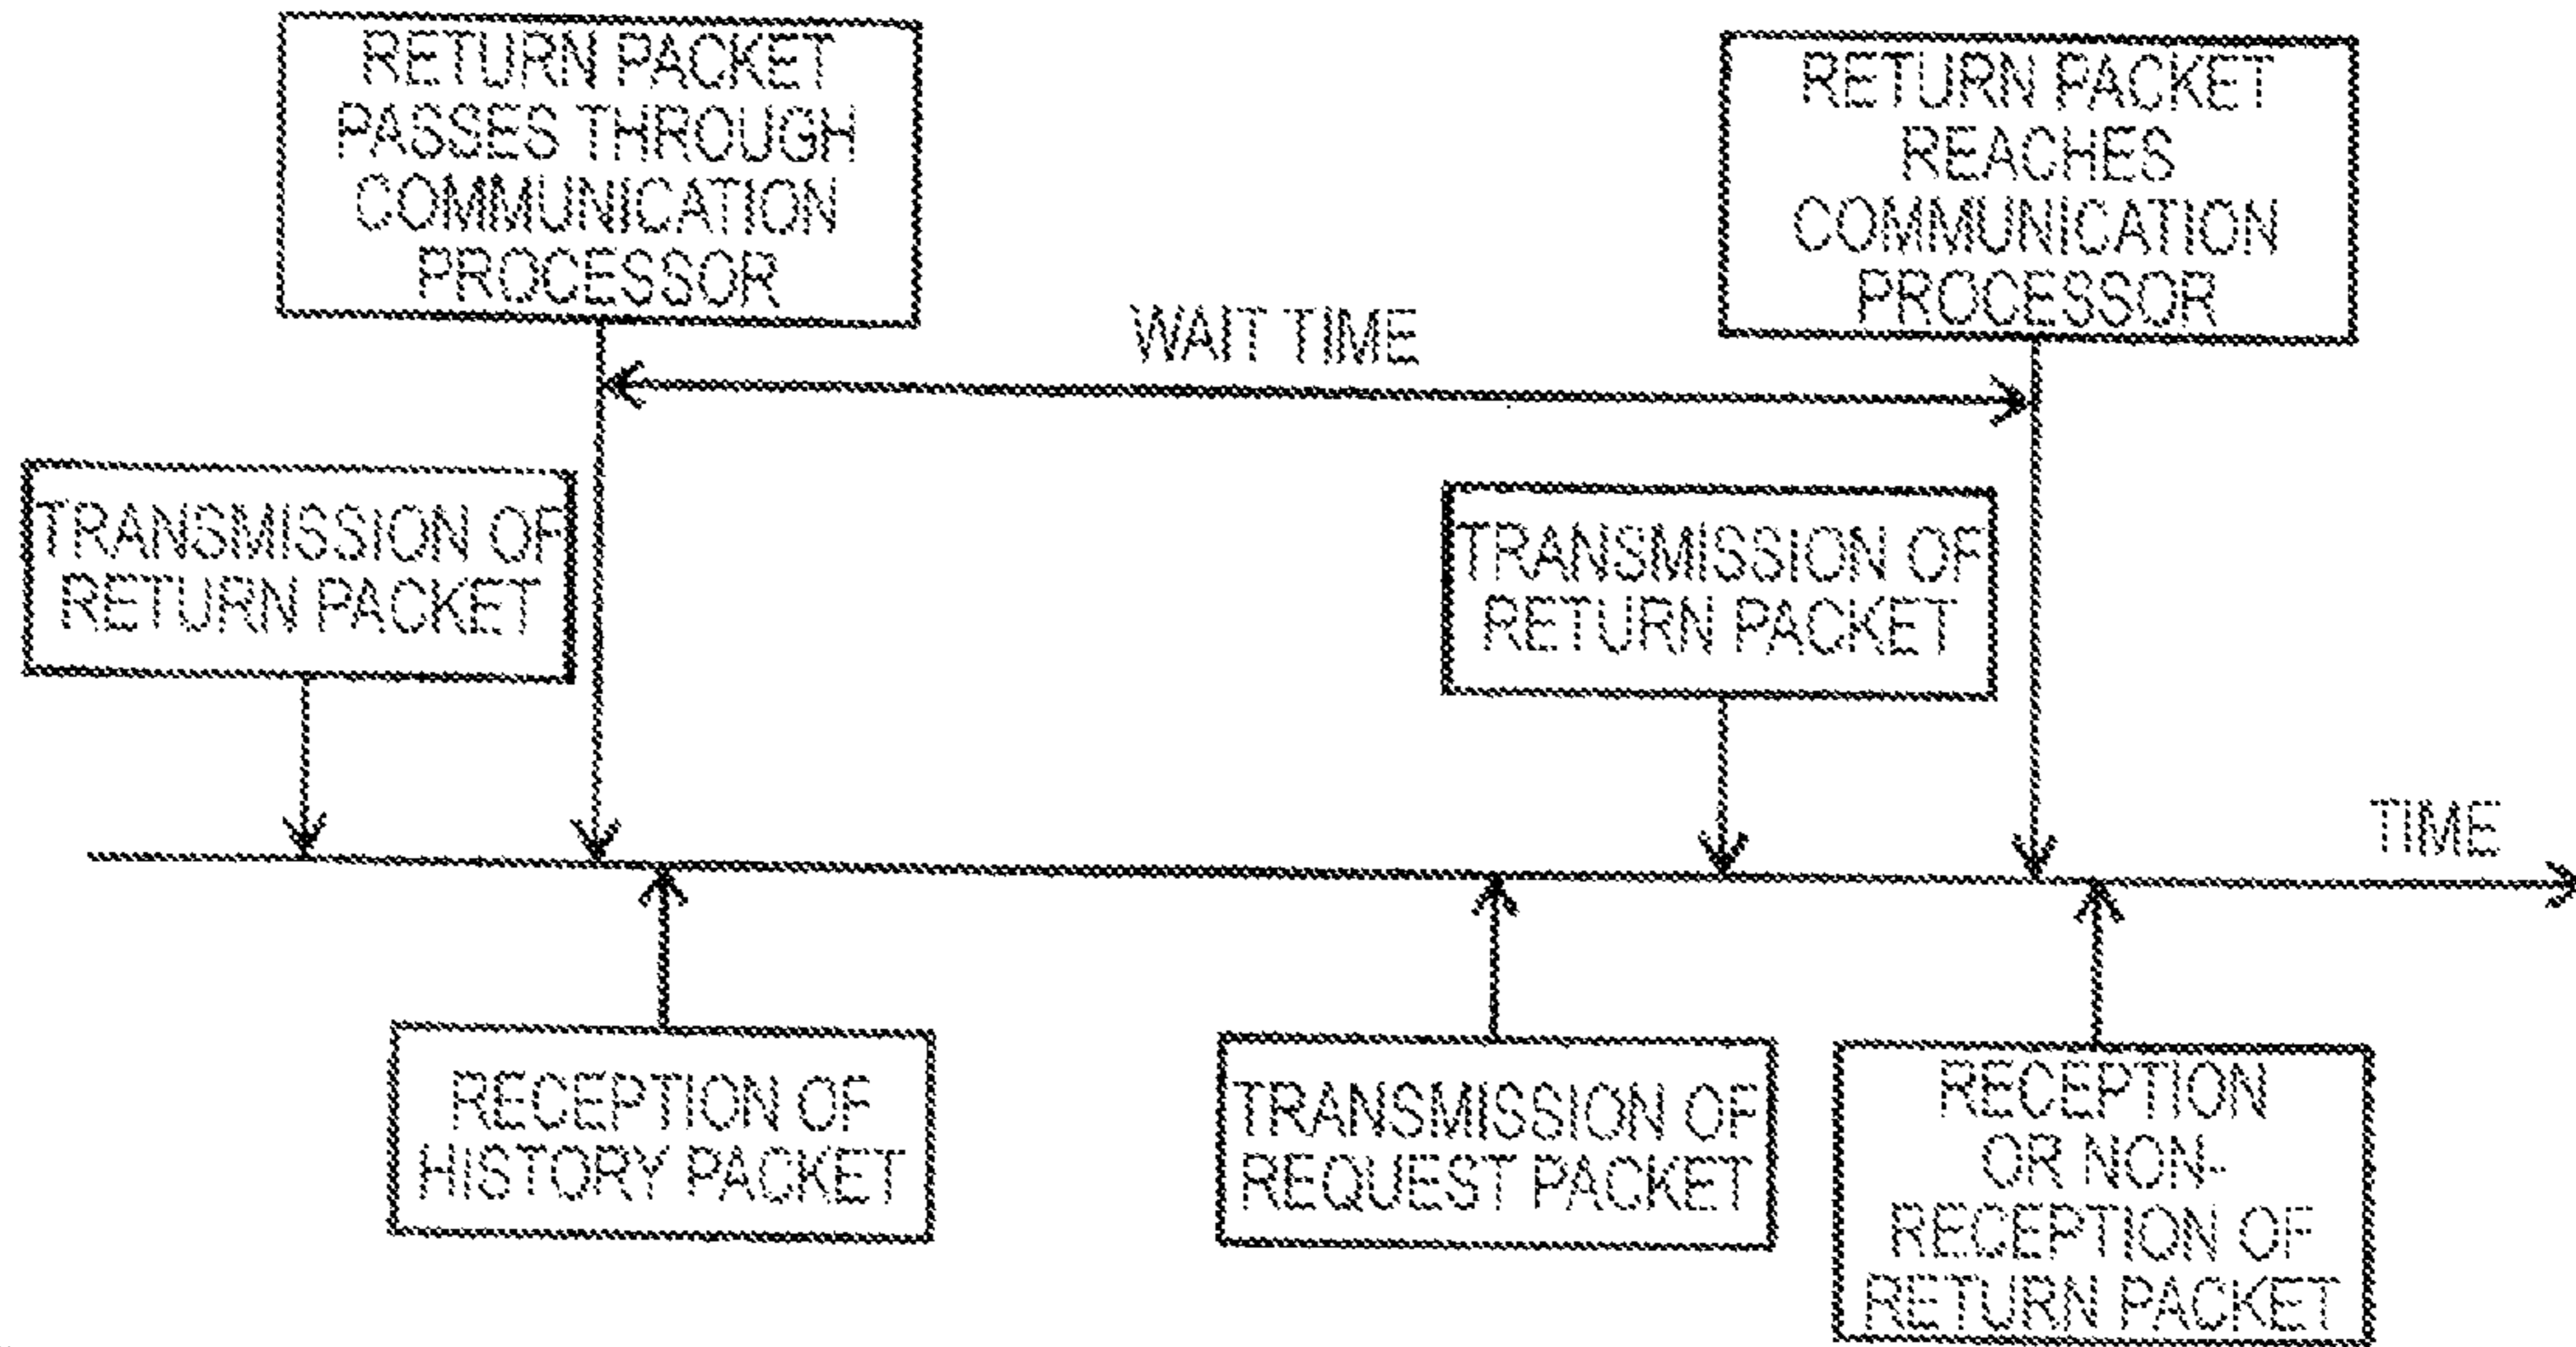 RETURN PACKET
PASSES THROUGH
COMMUNICATION
PROCESSOR
RETURN PACKET
REACHES
COMMUNICATION
PROCESSOR
WAIT TIME
TRANSMISSION OF
RETURN PACKET
TRANSMISSION OF
RETURN PACKET
TIME
RECEPTION OF
HISTORY PACKET
TRANSMISSION OF
REQUEST PACKET
RECEPTION
OR NON-
RECEPTION OF
RETURN PACKET